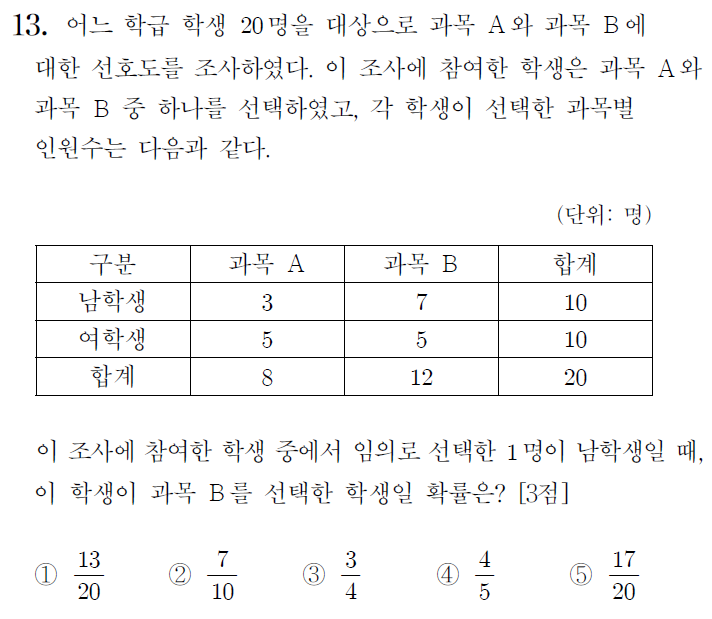 13. 어느 학급 학생 20명을 대상으로 과목 A와 과목 B에
대한 선호도를 조사하였다. 이 조사에 참여한 학생은 과목 A와
과목 B 중 하나를 선택하였고, 각 학생이 선택한 과목별
인원수는 다음과 같다.
(단위: 명)
구분 과목 A 과목 B 합계
남학생 3 7 10
여학생 5 5 10
합계 8 12 20
이 조사에 참여한 학생 중에서 임의로 선택한 1명이 남학생일 때,
이 학생이 과목 B를 선택한 학생일 확률은? [3점]
① 13/20 ② 7/10 ③ 3/4 ④ 4/5 ⑤ 17/20